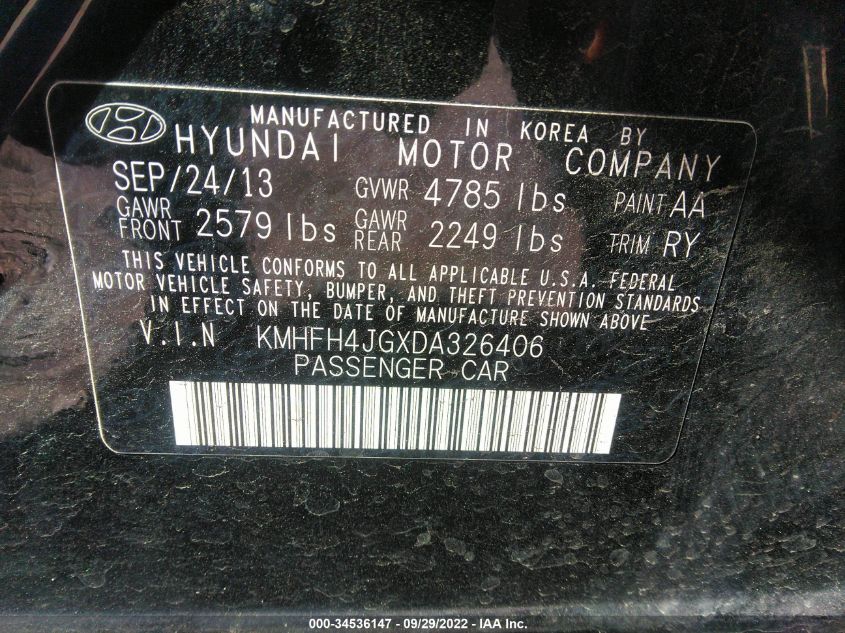 MANUFACTURED IN KOREA BY
HYUNDAI MOTOR COMPANY
SEP/24/13 GVWR 4785 lbs PAINT AA
GAWR FRONT 2579 lbs GAWR REAR 2249 lbs TRIM RY
THIS VEHICLE CONFORMS TO ALL APPLICABLE U.S.A. FEDERAL
MOTOR VEHICLE SAFETY, BUMPER, AND THEFT PREVENTION STANDARDS
IN EFFECT ON THE DATE OF MANUFACTURE SHOWN ABOVE
V.I.N KMHFH4JGXDA326406
PASSENGER CAR
000-34536147 - 09/29/2022 - IAA Inc.